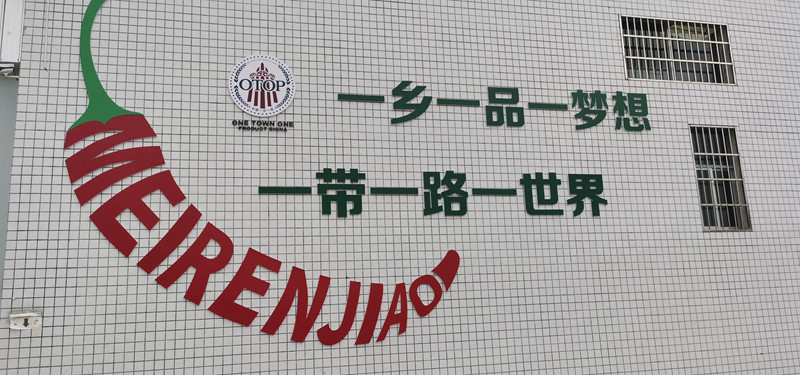 OTOP
ONE TOWN ONE
PRODUCT CHINA
一乡一品一梦想
一带一路一世界
MEIRENJIAO